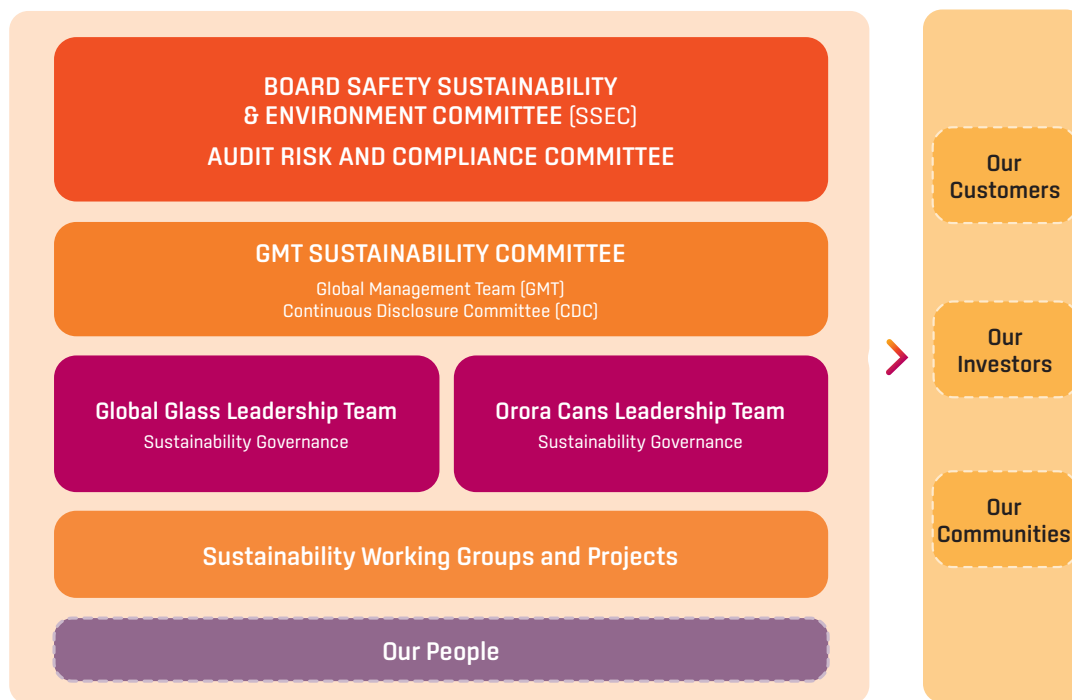 BOARD SAFETY SUSTAINABILITY
& ENVIRONMENT COMMITTEE (SSEC)
AUDIT RISK AND COMPLIANCE COMMITTEE
GMT SUSTAINABILITY COMMITTEE
Global Management Team (GMT)
Continuous Disclosure Committee (CDC)
Global Glass Leadership Team
Sustainability Governance
Orora Cans Leadership Team
Sustainability Governance
Sustainability Working Groups and Projects
Our People
Our
Customers
Our
Investors
Our
Communities